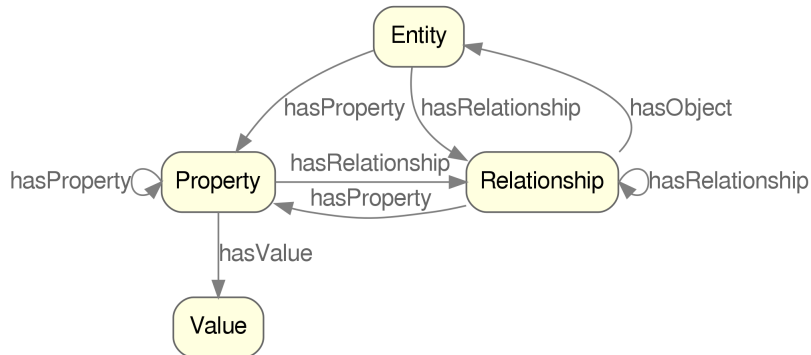 Entity
hasProperty
hasRelationship
hasObject
hasProperty
Property
hasRelationship
hasProperty
Relationship
hasRelationship
hasValue
Value